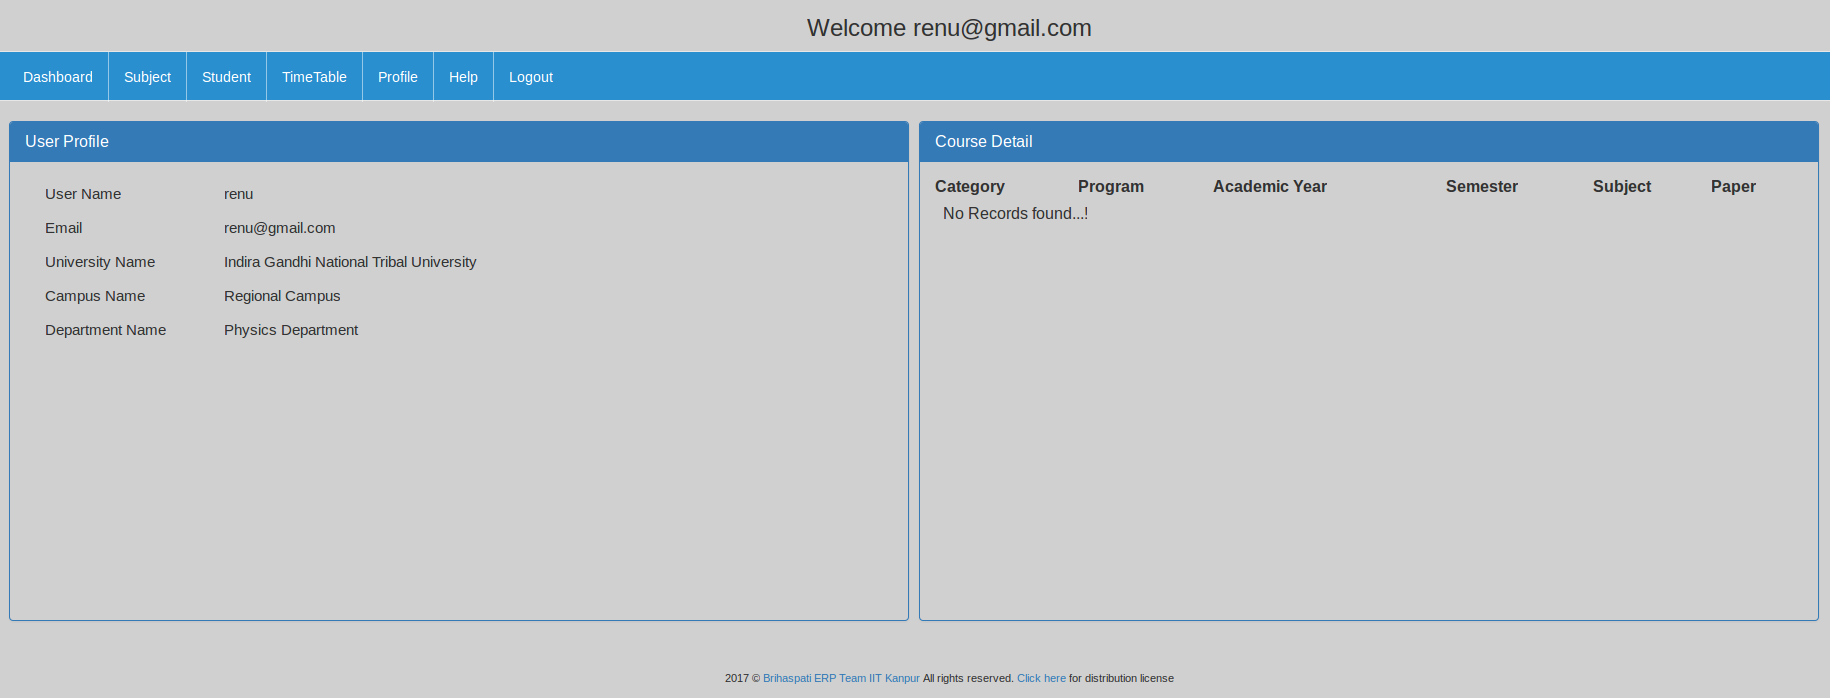 Welcome renu@gmail.com
Dashboard Subject Student TimeTable Profile Help Logout
User Profile
User Name renu
Email renu@gmail.com
University Name Indira Gandhi National Tribal University
Campus Name Regional Campus
Department Name Physics Department
Course Detail
Category Program Academic Year Semester Subject Paper
No Records found...!
2017 © Brihaspati ERP Team IIT Kanpur All rights reserved. Click here for distribution license